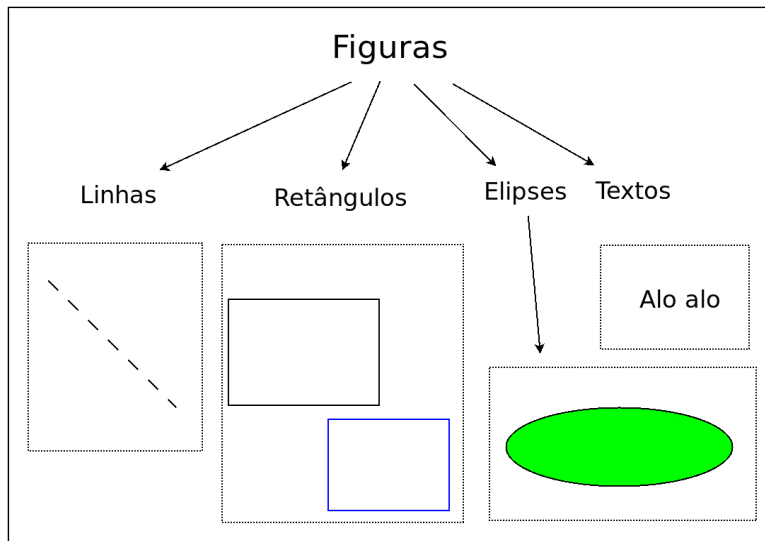 Figuras
Linhas
Retângulos
Elipses
Textos
Alo alo